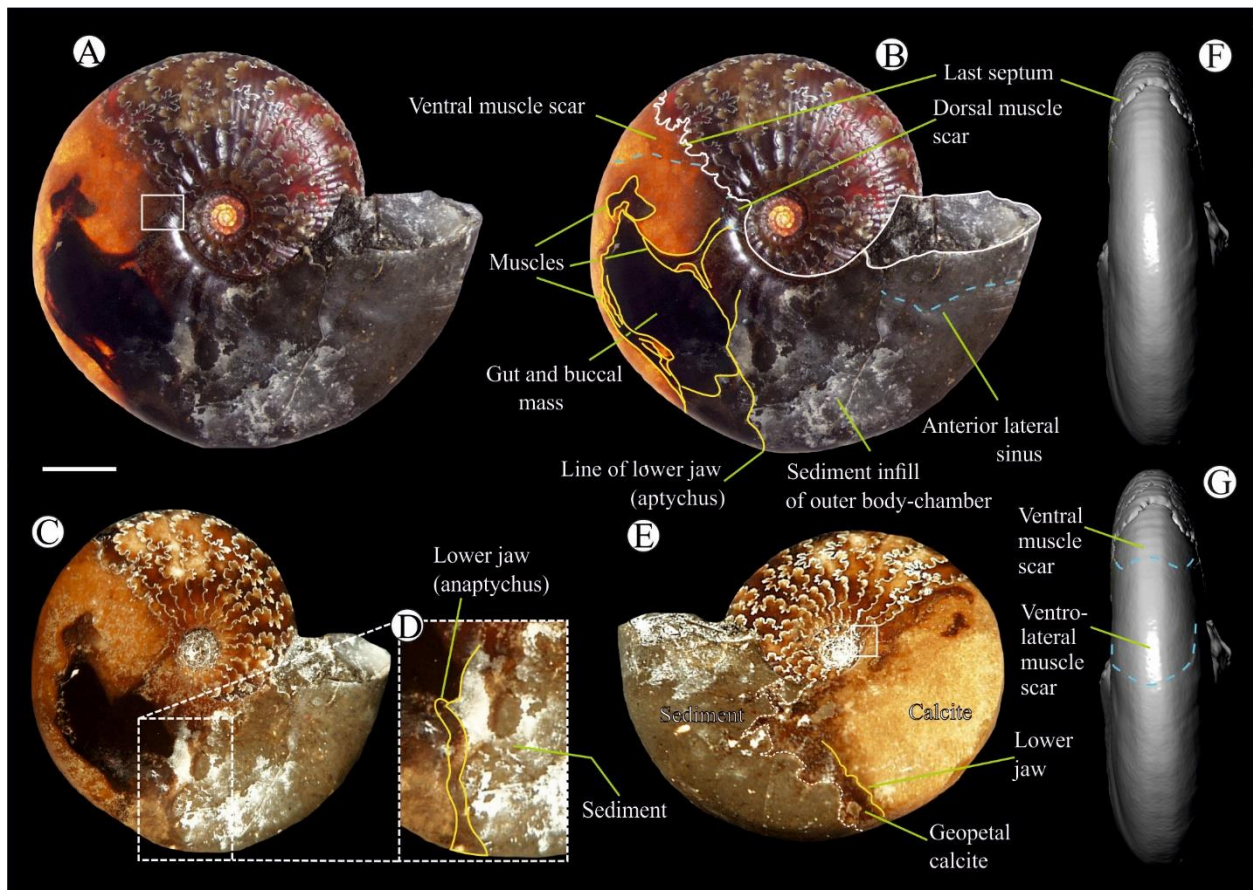 A
B
F
Last septum
Ventral muscle scar
Dorsal muscle
scar
Muscles
Gut and buccal
mass
Anterior lateral
sinus
Line of lower jaw
(aptychus)
Sediment infill
of outer body-chamber
G
C
E
Ventral
muscle
scar
Lower jaw
(anaptychus)
D
Ventro-
lateral
muscle
scar
Sediment
Calcite
Lower
jaw
Sediment
Geopetal
calcite